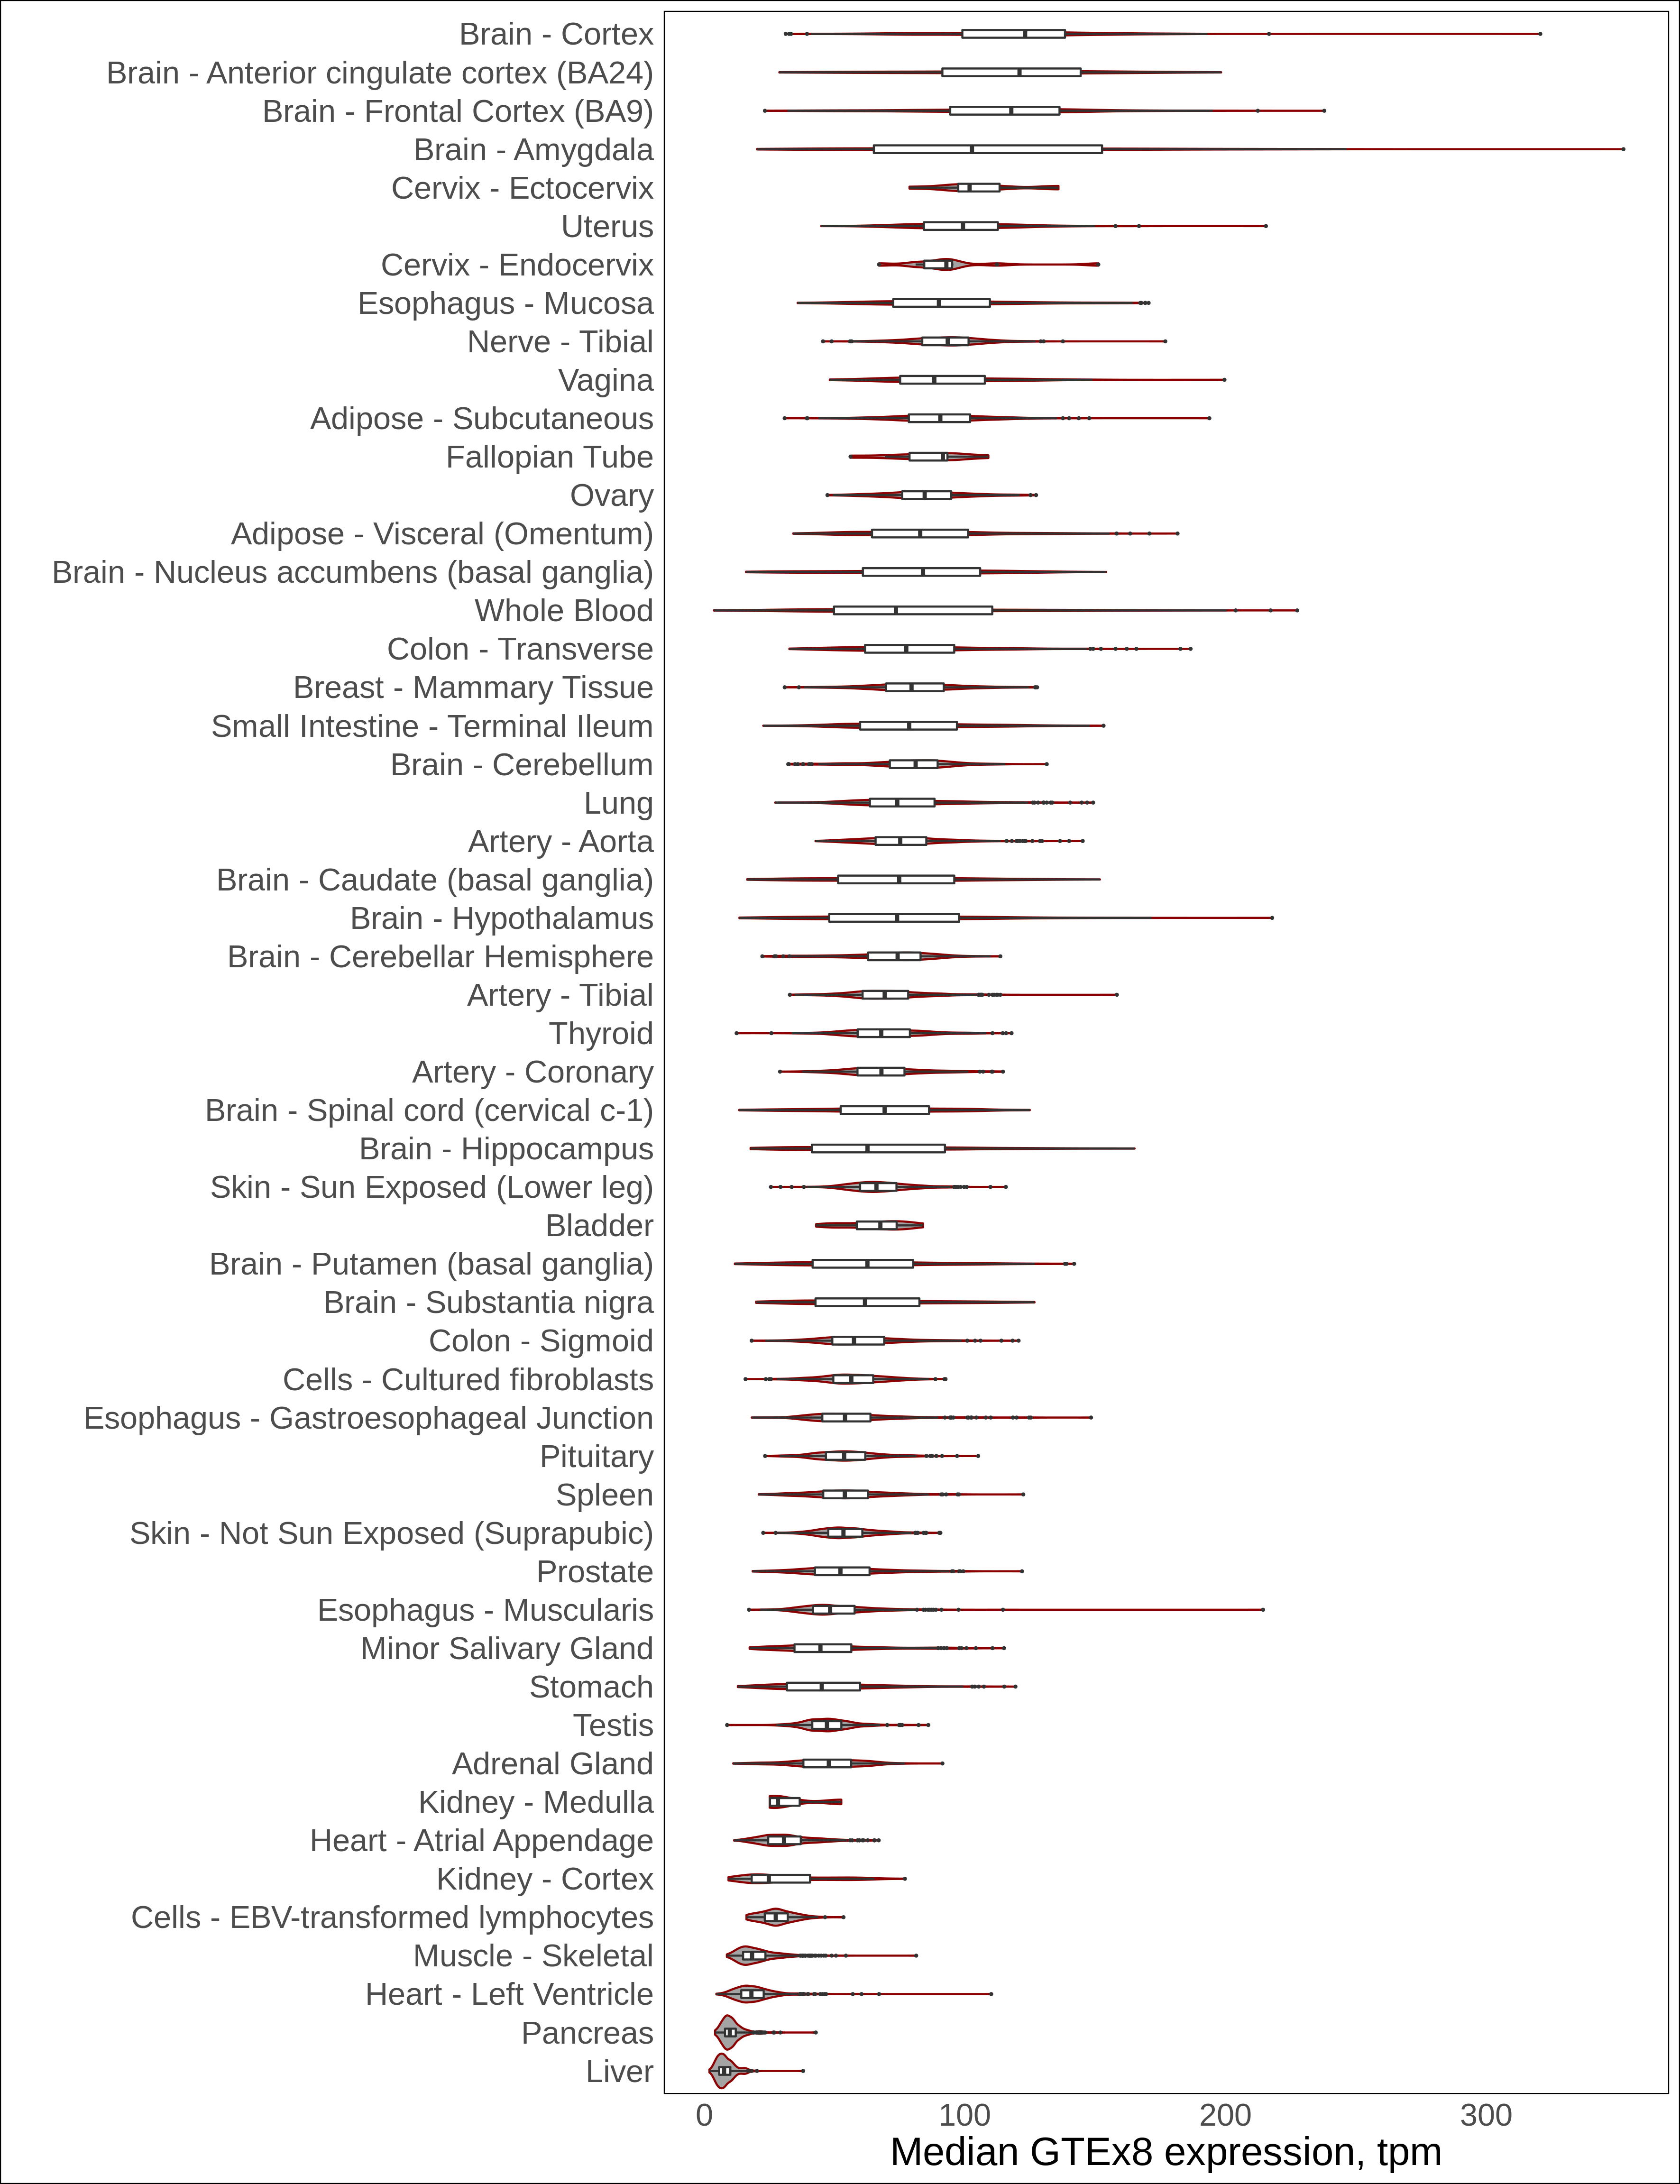 Brain - Cortex
Brain - Anterior cingulate cortex (BA24)
Brain - Frontal Cortex (BA9)
Brain - Amygdala
Cervix - Ectocervix
Uterus
Cervix - Endocervix
Esophagus - Mucosa
Nerve - Tibial
Vagina
Adipose - Subcutaneous
Fallopian Tube
Ovary
Adipose - Visceral (Omentum)
Brain - Nucleus accumbens (basal ganglia)
Whole Blood
Colon - Transverse
Breast - Mammary Tissue
Small Intestine - Terminal Ileum
Brain - Cerebellum
Lung
Artery - Aorta
Brain - Caudate (basal ganglia)
Brain - Hypothalamus
Brain - Cerebellar Hemisphere
Artery - Tibial
Thyroid
Artery - Coronary
Brain - Spinal cord (cervical c-1)
Brain - Hippocampus
Skin - Sun Exposed (Lower leg)
Bladder
Brain - Putamen (basal ganglia)
Brain - Substantia nigra
Colon - Sigmoid
Cells - Cultured fibroblasts
Esophagus - Gastroesophageal Junction
Pituitary
Spleen
Skin - Not Sun Exposed (Suprapubic)
Prostate
Esophagus - Muscularis
Minor Salivary Gland
Stomach
Testis
Adrenal Gland
Kidney - Medulla
Heart - Atrial Appendage
Kidney - Cortex
Cells - EBV-transformed lymphocytes
Muscle - Skeletal
Heart - Left Ventricle
Pancreas
Liver
0 100 200 300
Median GTEx8 expression, tpm